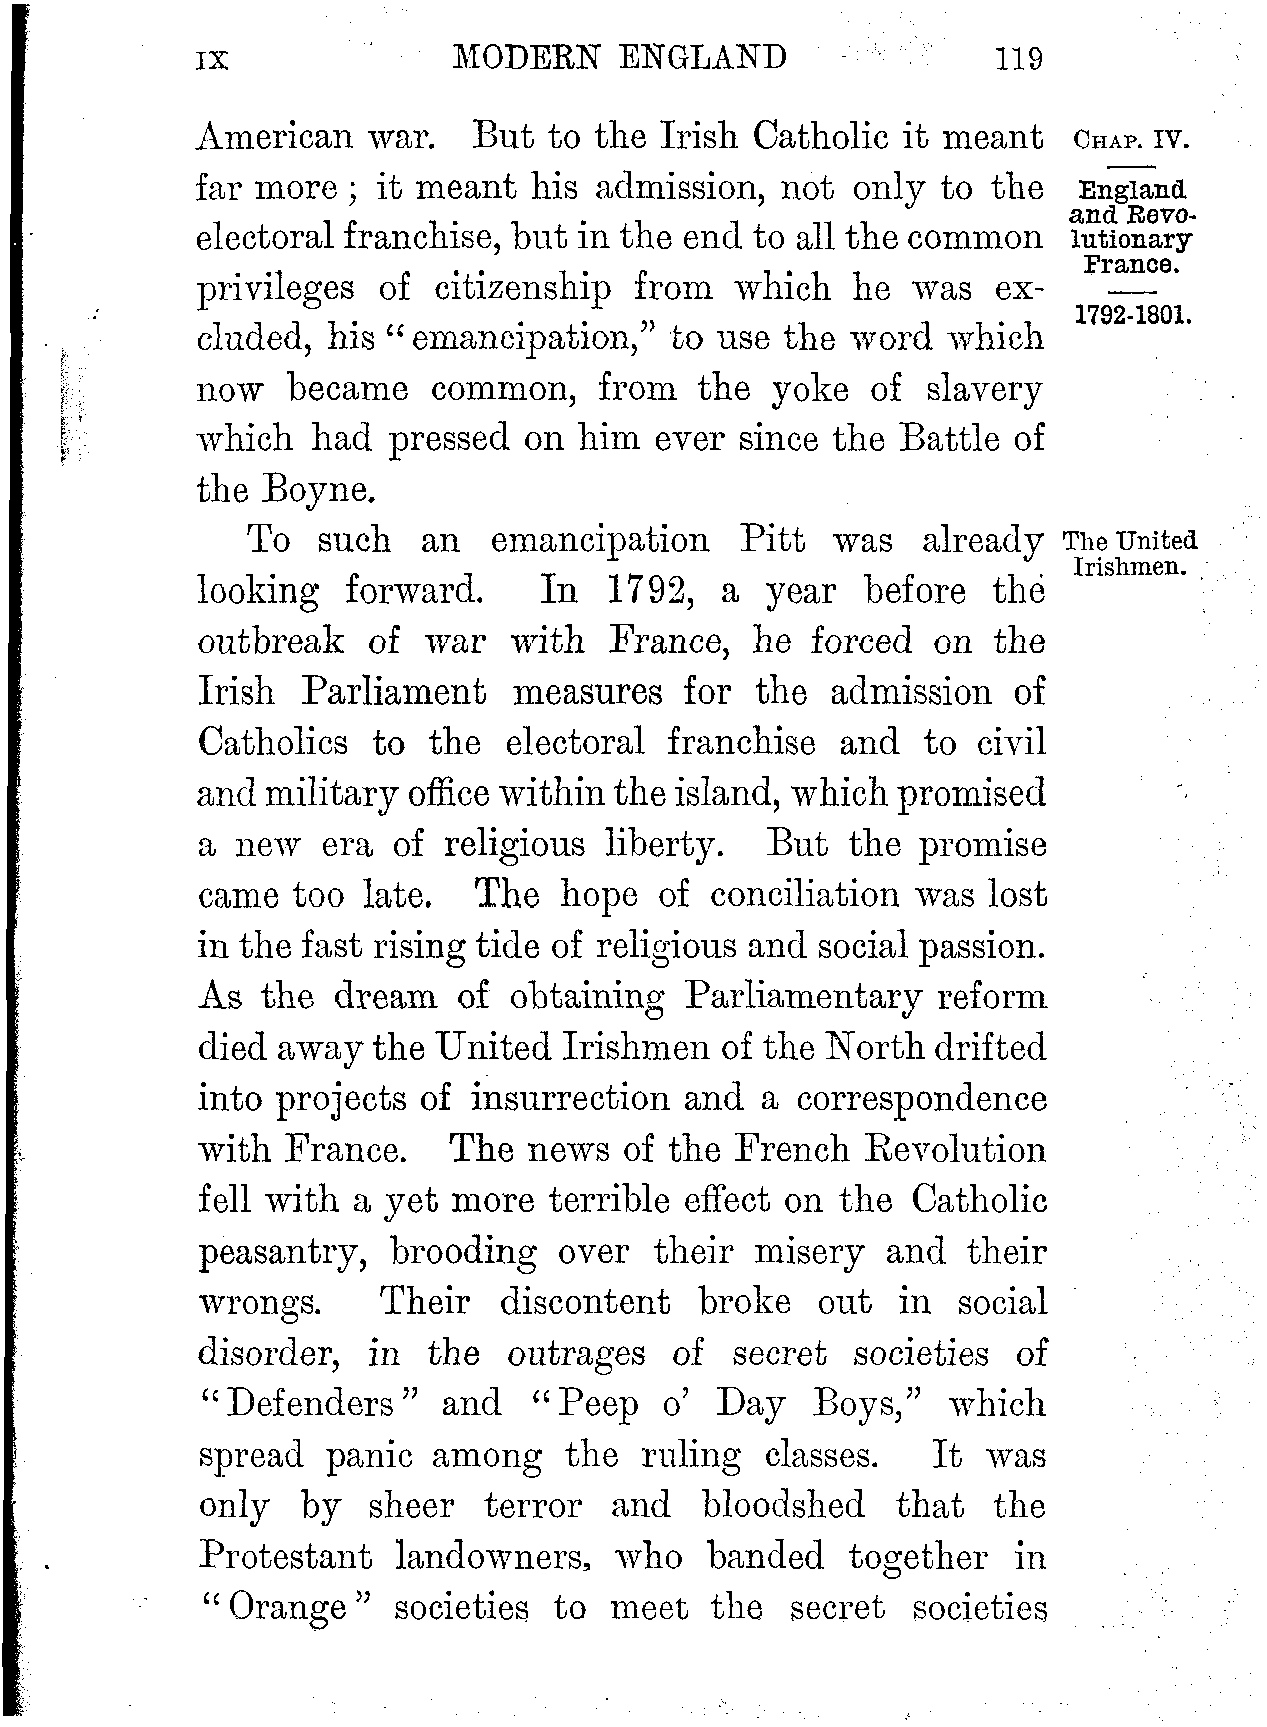 IX MODERN ENGLAND 119
American war. But to the Irish Catholic it meant
far more ; it meant his admission, not only to the
electoral franchise, but in the end to all the common
privileges of citizenship from which he was ex-
cluded, his “emancipation,” to use the word which
now became common, from the yoke of slavery
which had pressed on him ever since the Battle of
the Boyne.
To such an emancipation Pitt was already
looking forward. In 1792, a year before the
outbreak of war with France, he forced on the
Irish Parliament measures for the admission of
Catholics to the electoral franchise and to civil
and military office within the island, which promised
a new era of religious liberty. But the promise
came too late. The hope of conciliation was lost
in the fast rising tide of religious and social passion.
As the dream of obtaining Parliamentary reform
died away the United Irishmen of the North drifted
into projects of insurrection and a correspondence
with France. The news of the French Revolution
fell with a yet more terrible effect on the Catholic
peasantry, brooding over their misery and their
wrongs. Their discontent broke out in social
disorder, in the outrages of secret societies of
“Defenders” and “Peep o’ Day Boys,” which
spread panic among the ruling classes. It was
only by sheer terror and bloodshed that the
Protestant landowners, who banded together in
“Orange” societies to meet the secret societies
CHAP. IV.
England
and Revo-
lutionary
France.
1792-1801.
The United
Irishmen.